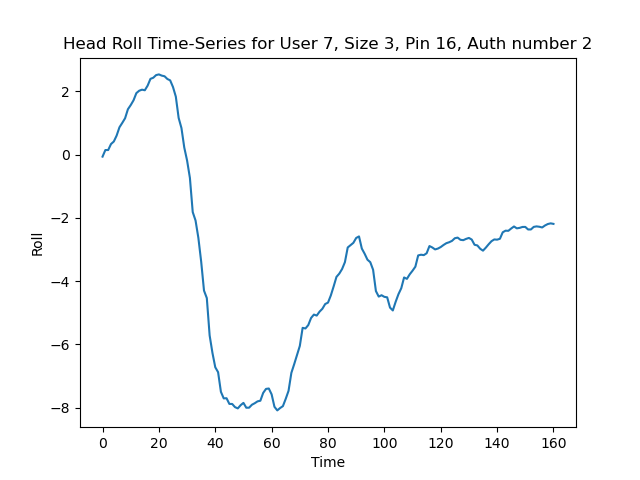 Head Roll Time-Series for User 7, Size 3, Pin 16, Auth number 2
2
0
−2
−4
−6
−8
Roll
0 20 40 60 80 100 120 140 160
Time